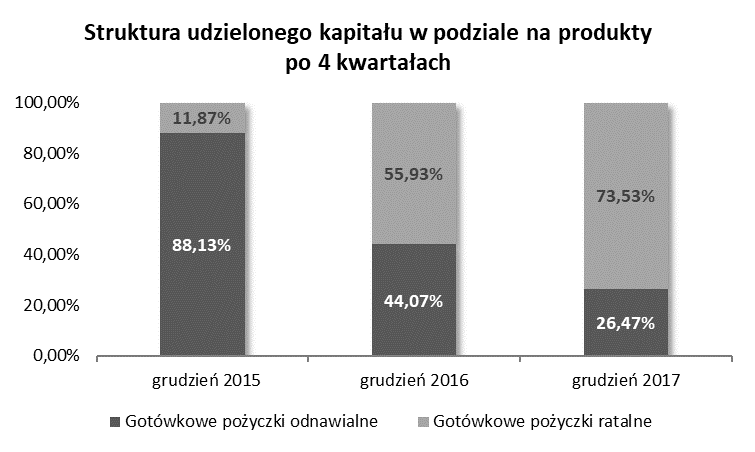 Struktura udzielonego kapitału w podziale na produkty
po 4 kwartałach
100,00%
80,00%
60,00%
40,00%
20,00%
0,00%
11,87%
88,13%
55,93%
44,07%
73,53%
26,47%
grudzień 2015
grudzień 2016
grudzień 2017
Gotówkowe pożyczki odnawialne
Gotówkowe pożyczki ratalne